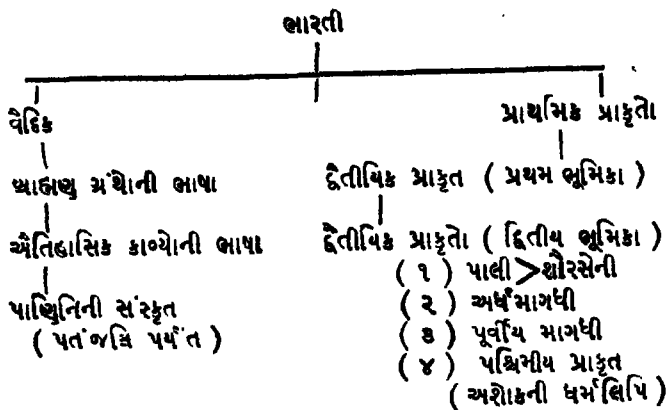 ભારતી
વૈદિક
પ્રાથમિક પ્રાકૃતો
બ્રાહ્મણ ગ્રંથોની ભાષા
દ્વૈતીયિક પ્રાકૃત ( પ્રથમ ભૂમિકા )
ઐતિહાસિક કાવ્યોની ભાષા
દ્વૈતીયિક પ્રાકૃતો ( દ્વિતીય ભૂમિકા )
( ૧ ) પાલી > શૌરસેની
પાણિનિની સંસ્કૃત
( ૨ ) અર્ધમાગધી
( પતંજલિ પર્યંત )
( ૩ ) પૂર્વીય માગધી
( ૪ ) પશ્ચિમીય પ્રાકૃત
( અશોકની ધર્મલિપિ )